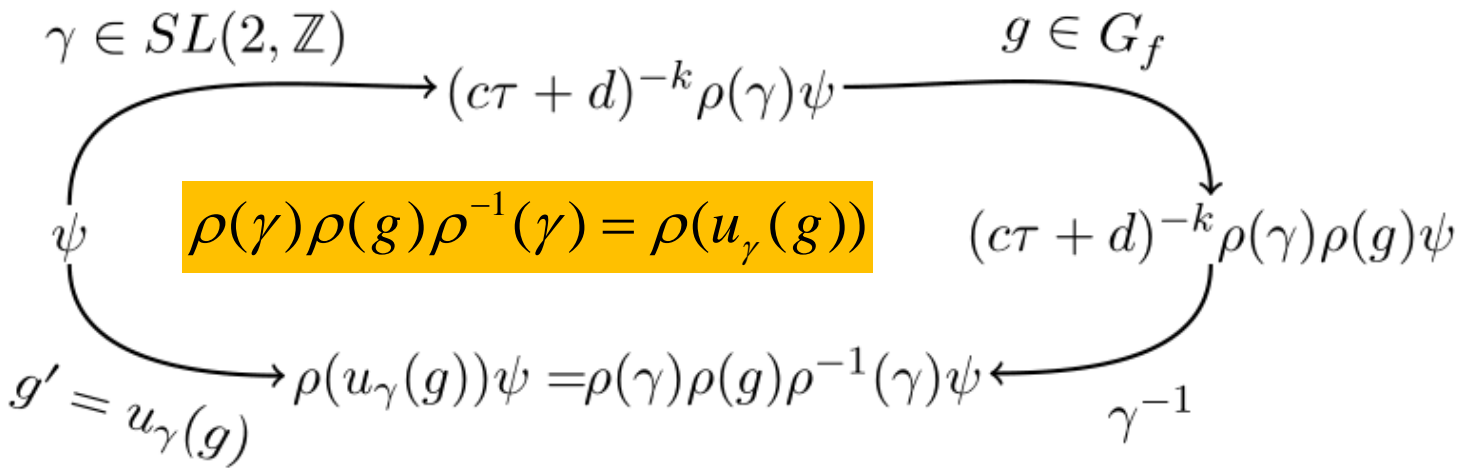 γ ∈ SL(2, ℤ)
g ∈ G_f
(cτ + d)^{−k}ρ(γ)ψ
ψ
ρ(γ)ρ(g)ρ^{−1}(γ) = ρ(u_γ(g))
(cτ + d)^{−k}ρ(γ)ρ(g)ψ
g′ = u_γ(g)
ρ(u_γ(g))ψ =ρ(γ)ρ(g)ρ^{−1}(γ)ψ
γ^{−1}